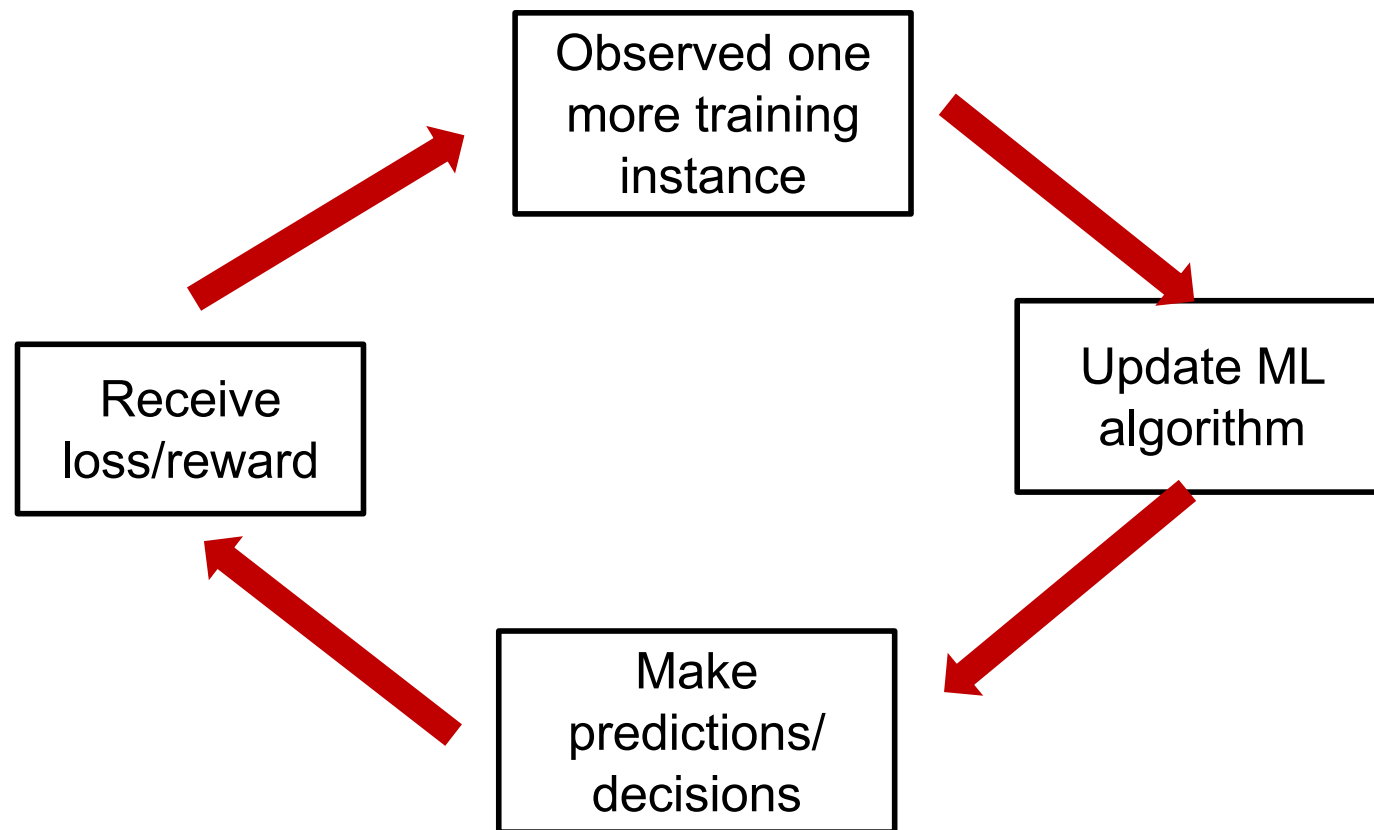 Observed one
more training
instance
Update ML
algorithm
Make
predictions/
decisions
Receive
loss/reward